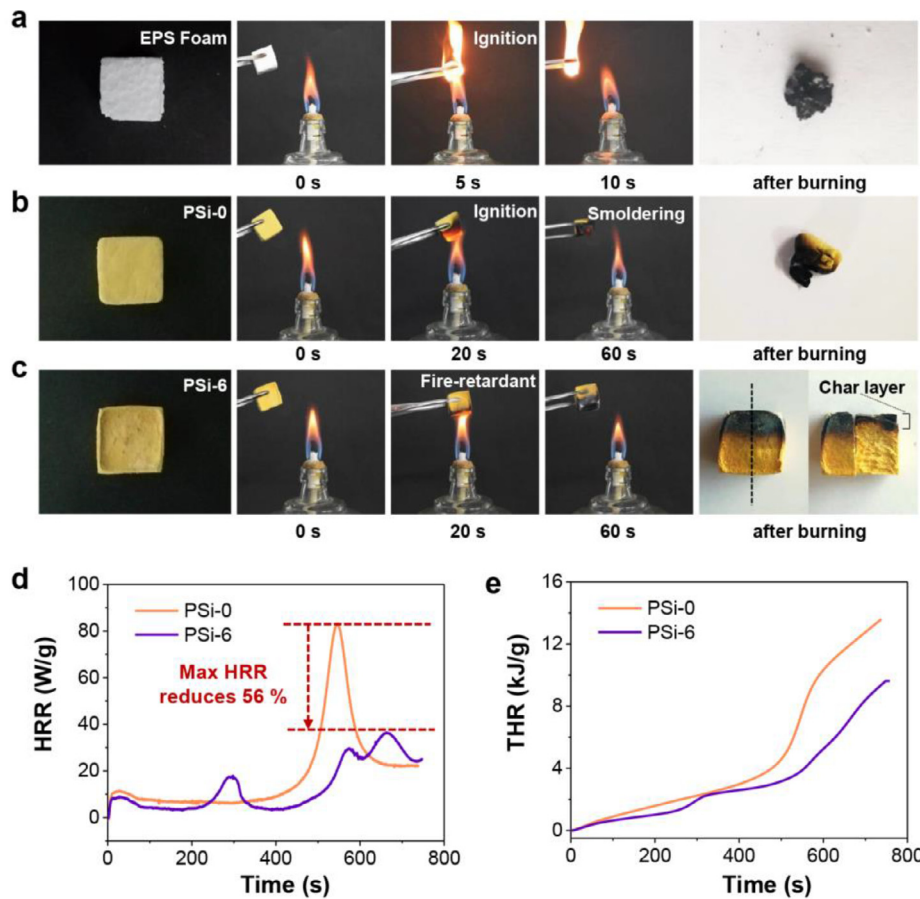 a
EPS Foam
Ignition
0 s
5 s
10 s
after burning
b
PSi-0
Ignition
Smoldering
0 s
20 s
60 s
after burning
c
PSi-6
Fire-retardant
Char layer
0 s
20 s
60 s
after burning
d
100
80
60
40
20
0
HRR (W/g)
PSi-0
PSi-6
Max HRR
reduces 56 %
0
200
400
600
800
Time (s)
e
16
12
8
4
0
THR (kJ/g)
PSi-0
PSi-6
0
200
400
600
800
Time (s)